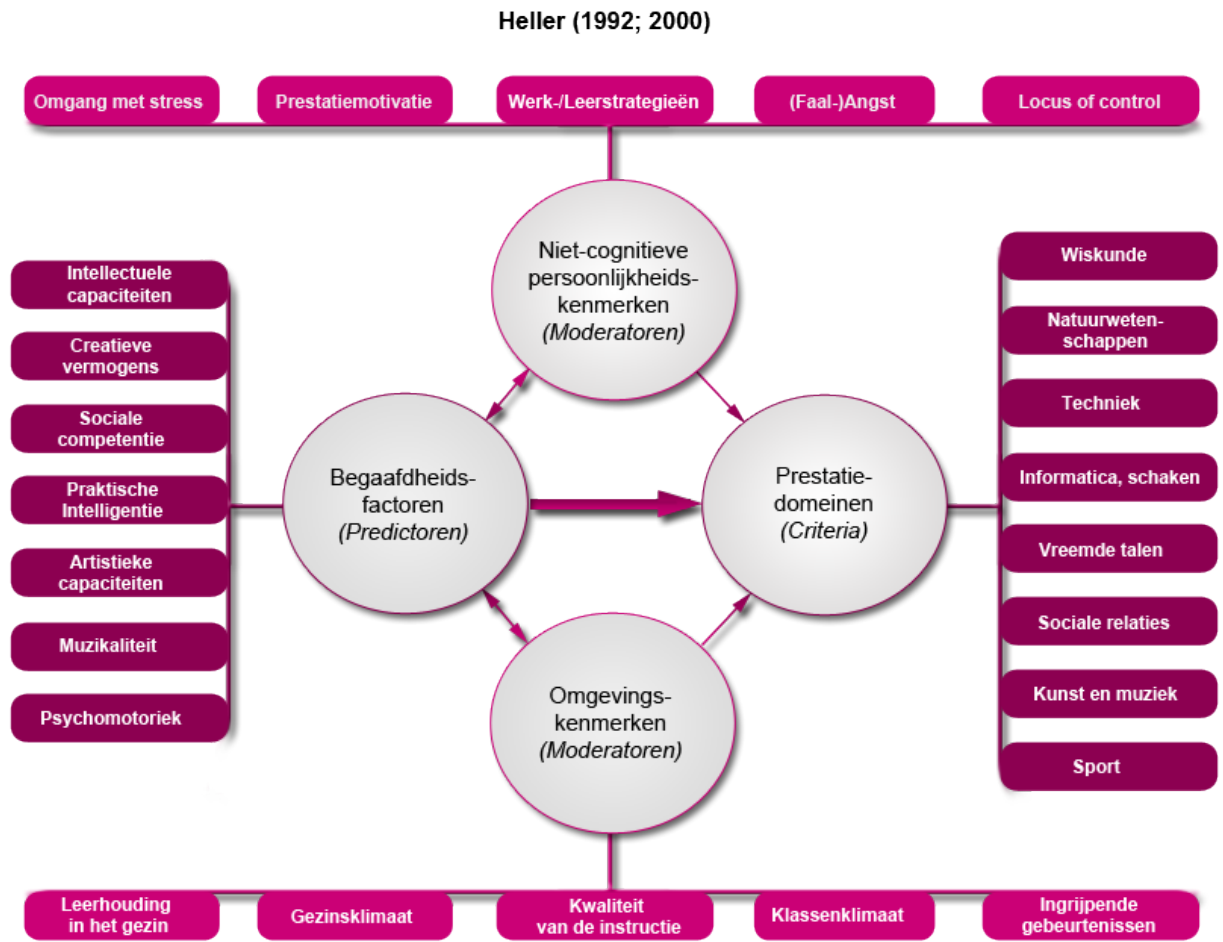 Heller (1992; 2000)
Omgang met stress
Prestatiemotivatie
Werk-/Leerstrategieën
(Faal-)Angst
Locus of control
Niet-cognitieve
persoonlijkheids-
kenmerken
(Moderatoren)
Intellectuele
capaciteiten
Creatieve
vermogens
Sociale
competentie
Praktische
Intelligentie
Artistieke
capaciteiten
Muzikaliteit
Psychomotoriek
Begaafdheids-
factoren
(Predictoren)
Prestatie-
domeinen
(Criteria)
Wiskunde
Natuurweten-
schappen
Techniek
Informatica, schaken
Vreemde talen
Sociale relaties
Kunst en muziek
Sport
Omgevings-
kenmerken
(Moderatoren)
Leerhouding
in het gezin
Gezinsklimaat
Kwaliteit
van de instructie
Klassenklimaat
Ingrijpende
gebeurtenissen